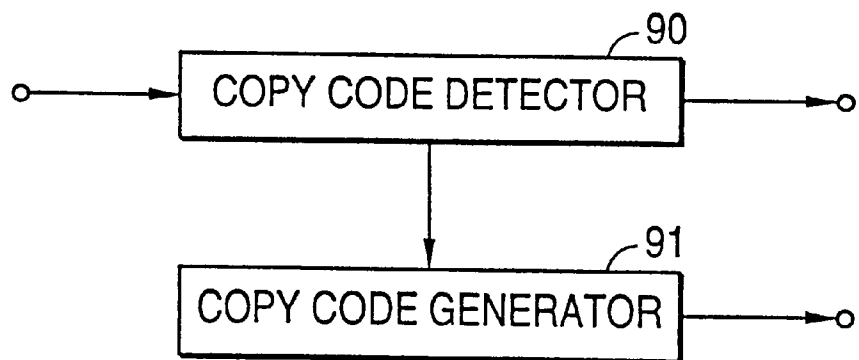 90
COPY CODE DETECTOR
91
COPY CODE GENERATOR